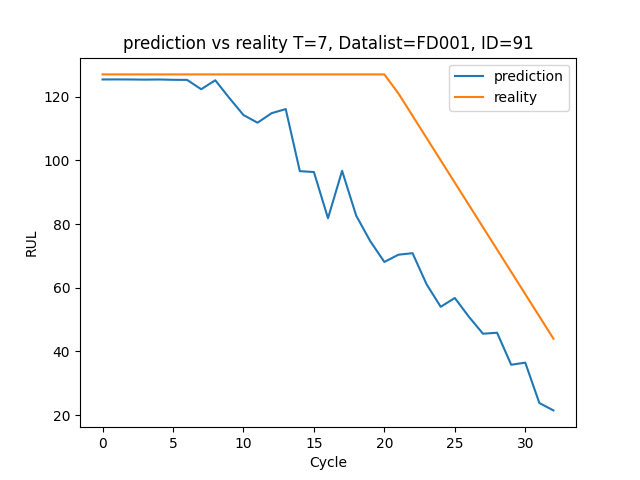 prediction vs reality T=7, Datalist=FD001, ID=91
prediction
reality
120
100
80
60
40
20
RUL
0 5 10 15 20 25 30
Cycle